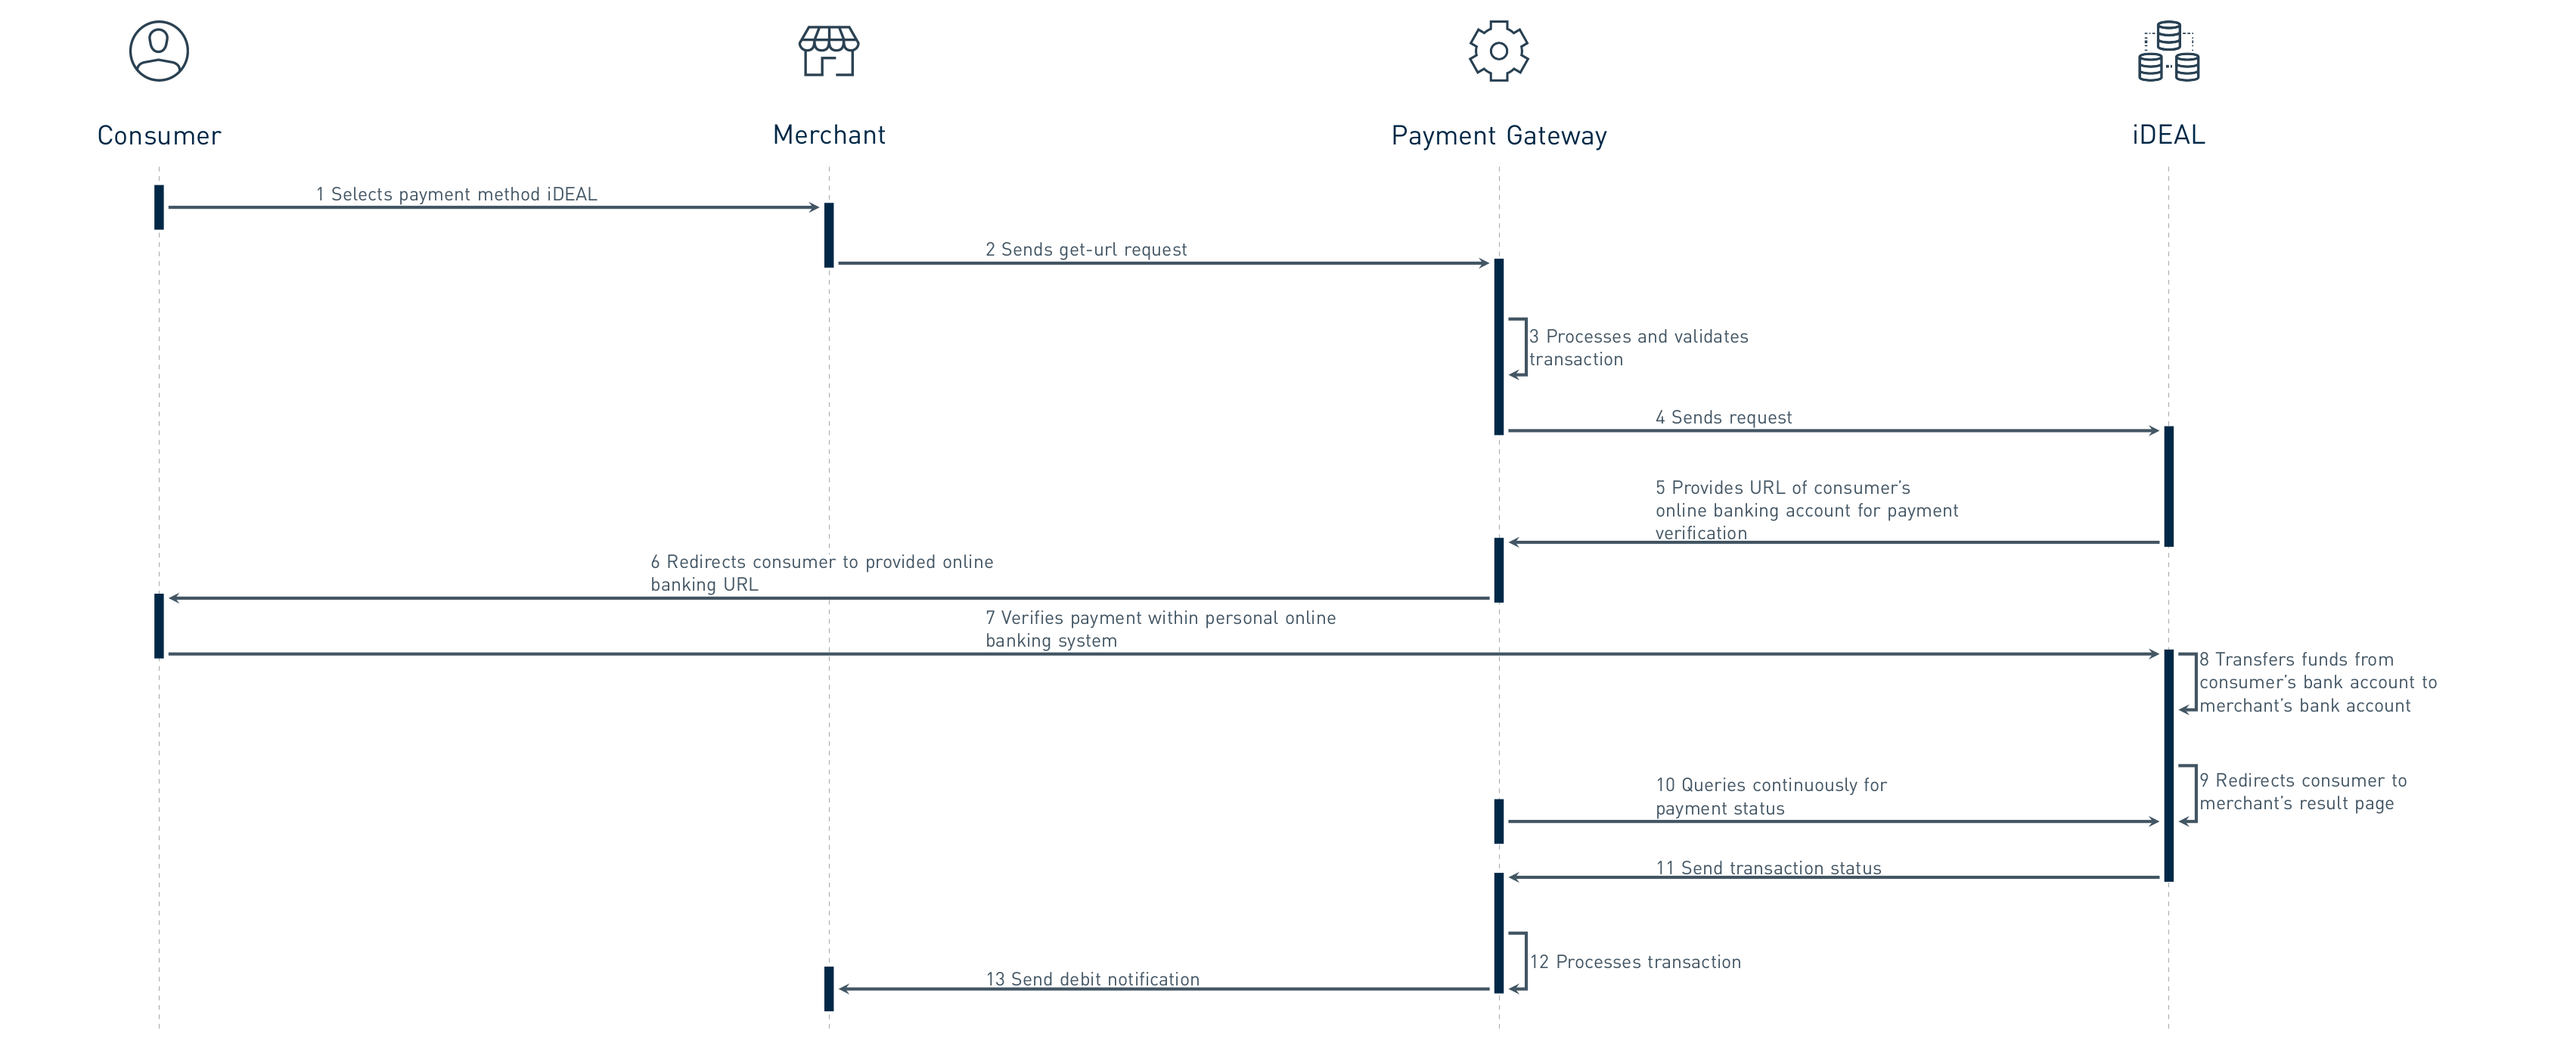 Consumer
Merchant
Payment Gateway
iDEAL
1 Selects payment method iDEAL
2 Sends get-url request
3 Processes and validates
transaction
4 Sends request
5 Provides URL of consumer’s
online banking account for payment
verification
6 Redirects consumer to provided online
banking URL
7 Verifies payment within personal online
banking system
8 Transfers funds from
consumer’s bank account to
merchant’s bank account
9 Redirects consumer to
merchant’s result page
10 Queries continuously for
payment status
11 Send transaction status
12 Processes transaction
13 Send debit notification